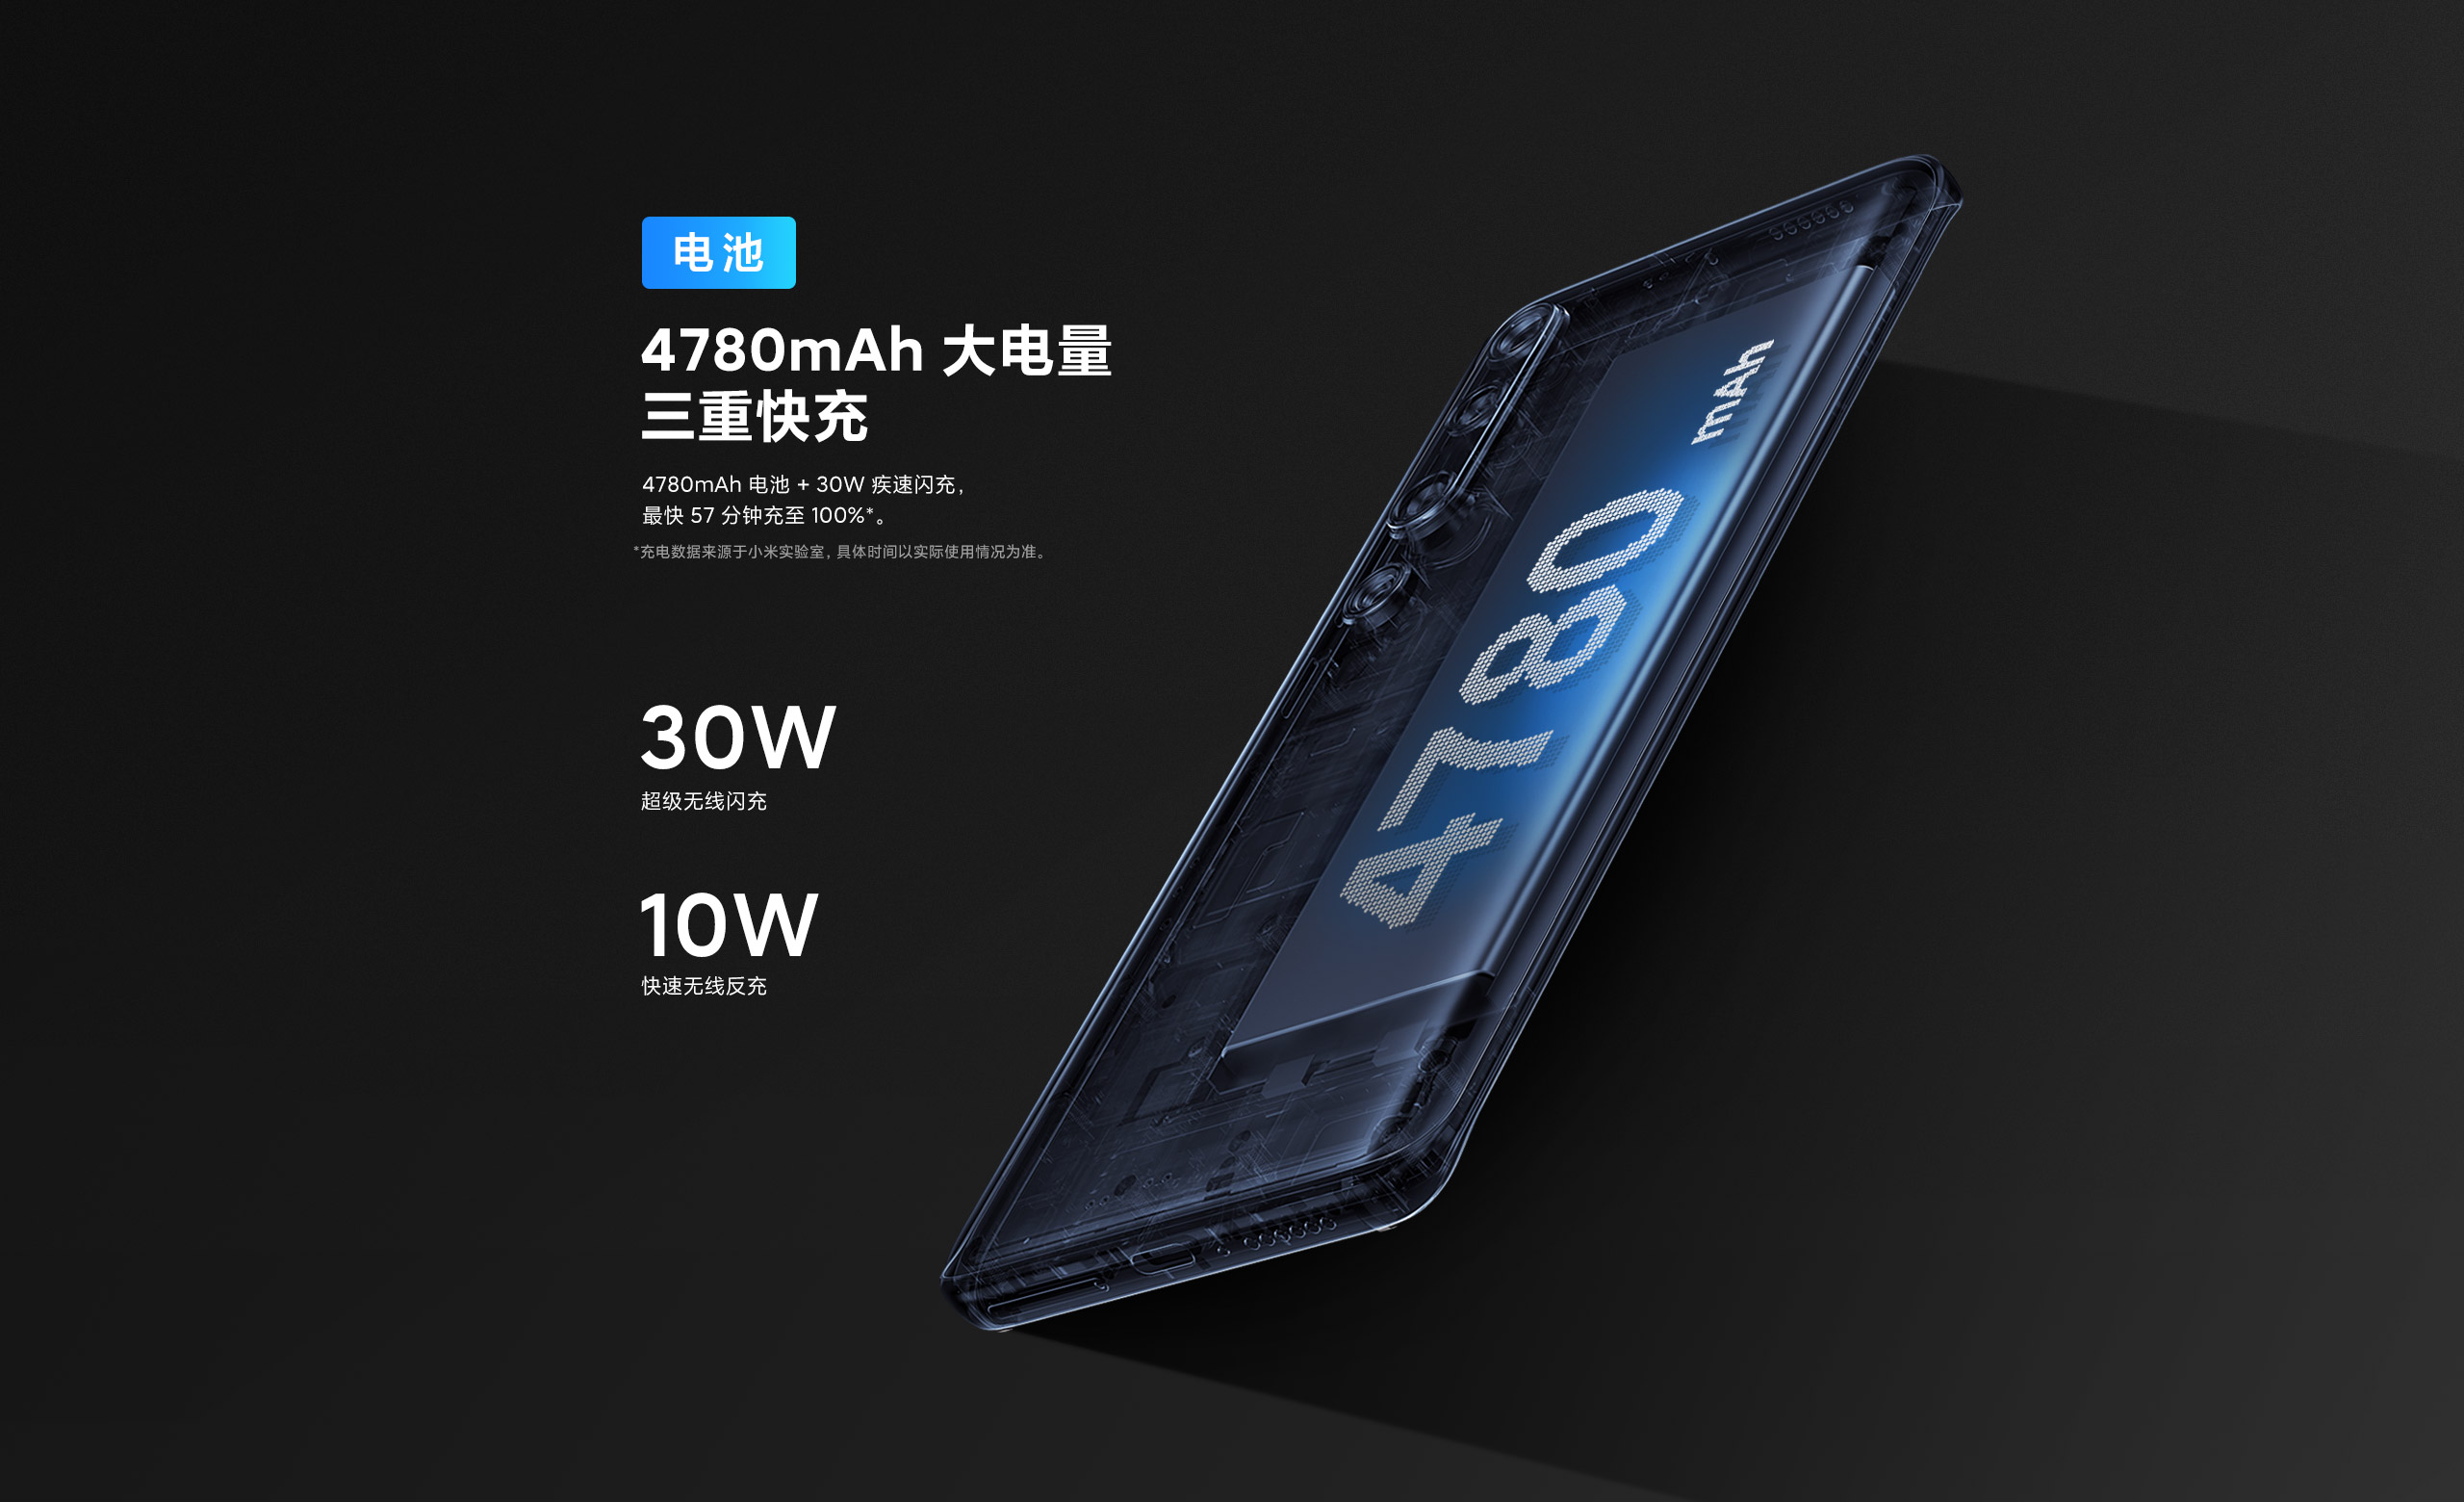 电池
4780mAh 大电量
三重快充
4780mAh 电池 + 30W 疾速闪充，
最快 57 分钟充至 100%*。
*充电数据来源于小米实验室，具体时间以实际使用情况为准。
30W
超级无线闪充
10W
快速无线反充
4780 mAh